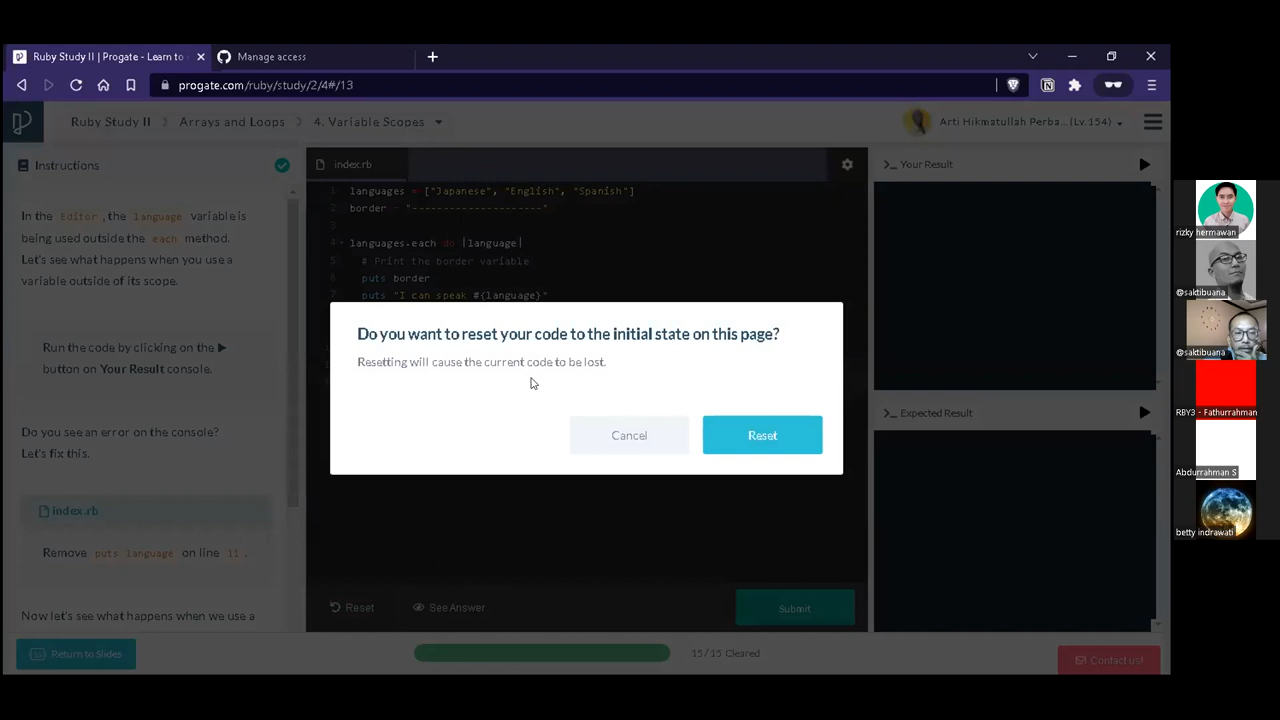 Ruby Study II | Progate - Learn to
Manage access
progate.com/ruby/study/2/4#/13
Ruby Study II
Arrays and Loops
4. Variable Scopes
Arti Hikmatullah Perba... (Lv.154)
Instructions
In the Editor, the language variable is
being used outside the each method.
Let's see what happens when you use a
variable outside of its scope.
Run the code by clicking on the ▶
button on Your Result console.
Do you see an error on the console?
Let's fix this.
index.rb
Remove puts language on line 11.
Now let's see what happens when we use a
Return to Slides
index.rb
1 languages = ["Japanese", "English", "Spanish"]
2 border = "---------------------"
3
4 languages.each do |language|
# Print the border variable
6 puts border
7 puts "I can speak #{language}"
Do you want to reset your code to the initial state on this page?
Resetting will cause the current code to be lost.
Cancel
Reset
Reset
See Answer
Submit
15/15 Cleared
>_ Your Result
>_ Expected Result
Contact us!
rizky hermawan
@saktibuana
@saktibuana
RBY3 - Fathurrahman
Abdurrahman S
betty indrawati